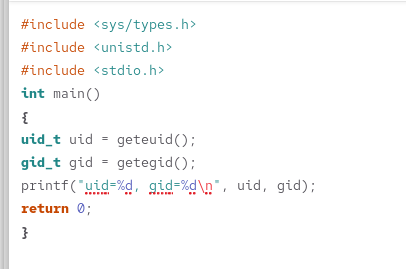 #include <sys/types.h>
#include <unistd.h>
#include <stdio.h>
int main()
{
uid_t uid = geteuid();
gid_t gid = getegid();
printf("uid=%d, gid=%d\n", uid, gid);
return 0;
}